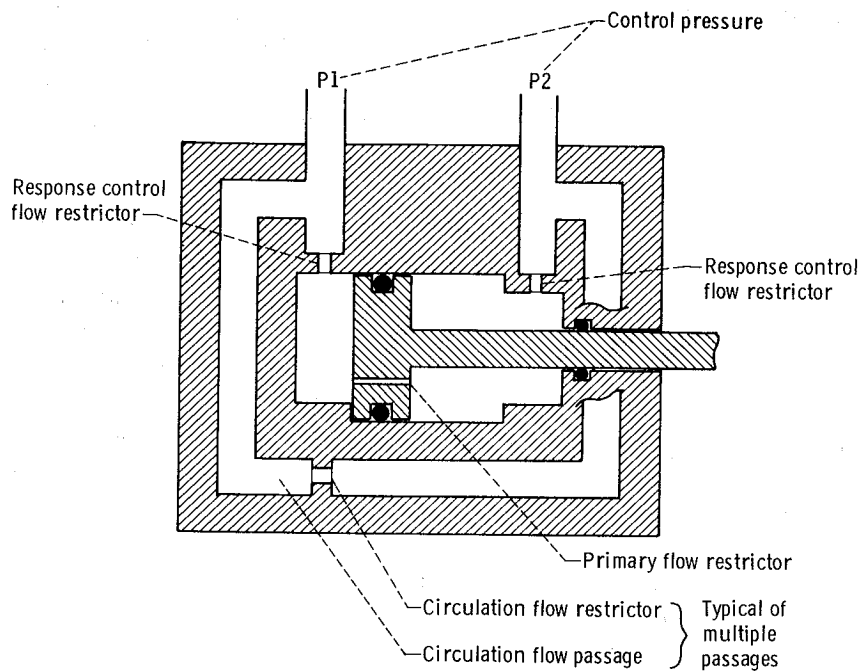 Control pressure
P1
P2
Response control
flow restrictor
Response control
flow restrictor
Primary flow restrictor
Circulation flow restrictor
Circulation flow passage
Typical of
multiple
passages